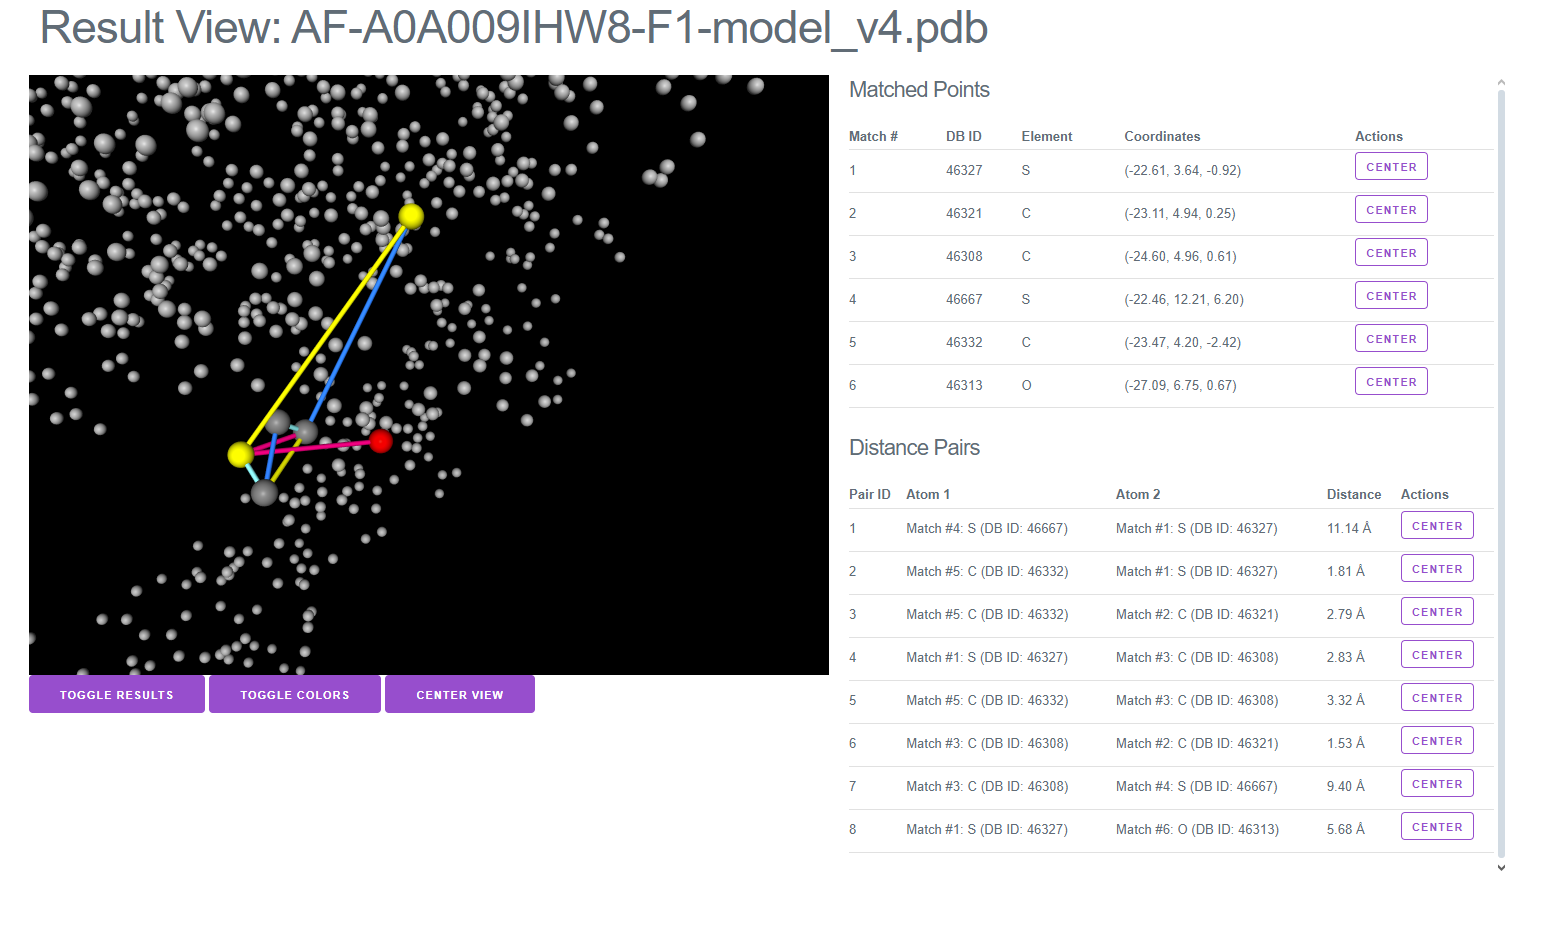 Result View: AF-A0A009IHW8-F1-model_v4.pdb
Matched Points
Match # DB ID Element Coordinates Actions
1 46327 S (-22.61, 3.64, -0.92) CENTER
2 46321 C (-23.11, 4.94, 0.25) CENTER
3 46308 C (-24.60, 4.96, 0.61) CENTER
4 46667 S (-22.46, 12.21, 6.20) CENTER
5 46332 C (-23.47, 4.20, -2.42) CENTER
6 46313 O (-27.09, 6.75, 0.67) CENTER
Distance Pairs
Pair ID Atom 1 Atom 2 Distance Actions
1 Match #4: S (DB ID: 46667) Match #1: S (DB ID: 46327) 11.14 Å CENTER
2 Match #5: C (DB ID: 46332) Match #1: S (DB ID: 46327) 1.81 Å CENTER
3 Match #5: C (DB ID: 46332) Match #2: C (DB ID: 46321) 2.79 Å CENTER
4 Match #1: S (DB ID: 46327) Match #3: C (DB ID: 46308) 2.83 Å CENTER
5 Match #5: C (DB ID: 46332) Match #3: C (DB ID: 46308) 3.32 Å CENTER
6 Match #3: C (DB ID: 46308) Match #2: C (DB ID: 46321) 1.53 Å CENTER
7 Match #3: C (DB ID: 46308) Match #4: S (DB ID: 46667) 9.40 Å CENTER
8 Match #1: S (DB ID: 46327) Match #6: O (DB ID: 46313) 5.68 Å CENTER
TOGGLE RESULTS TOGGLE COLORS CENTER VIEW